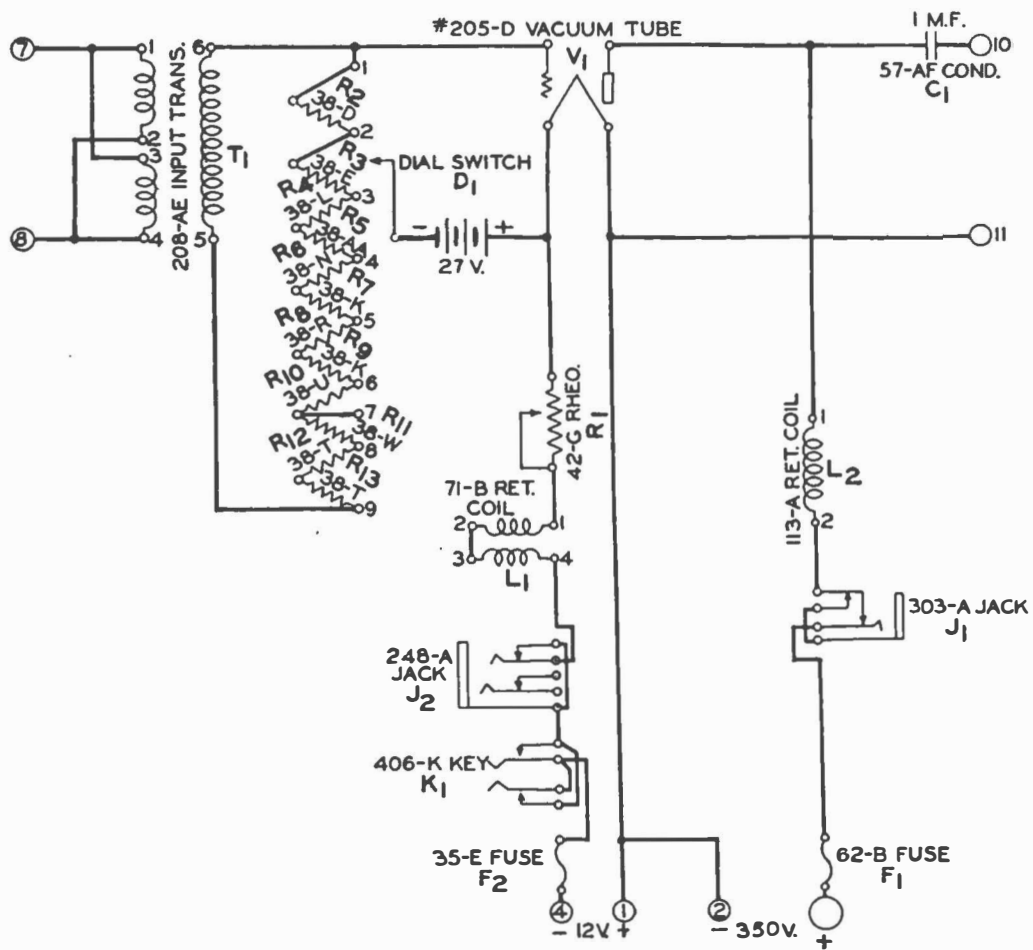 #205-D VACUUM TUBE
V1
1 M.F.
10
57-AF COND.
C1
7
1
2
3
4
8
208-AE INPUT TRANS.
6
T1
5
1
R2
38-D
2
R3
38-E
3
R4
38-L
R5
38-AA
4
R6
38-N
R7
38-K
5
R8
38-R
R9
38-K
6
R10
38-U
7
R11
38-W
8
R12
38-T
R13
38-T
9
DIAL SWITCH
D1
- +
27 V.
11
42-G RHEO.
R1
71-B RET.
COIL
2
1
3
4
L1
1
113-A RET. COIL
L2
2
248-A
JACK
J2
303-A JACK
J1
406-K KEY
K1
35-E FUSE
F2
62-B FUSE
F1
4
1
2
- 12V. +
- 350V.
+